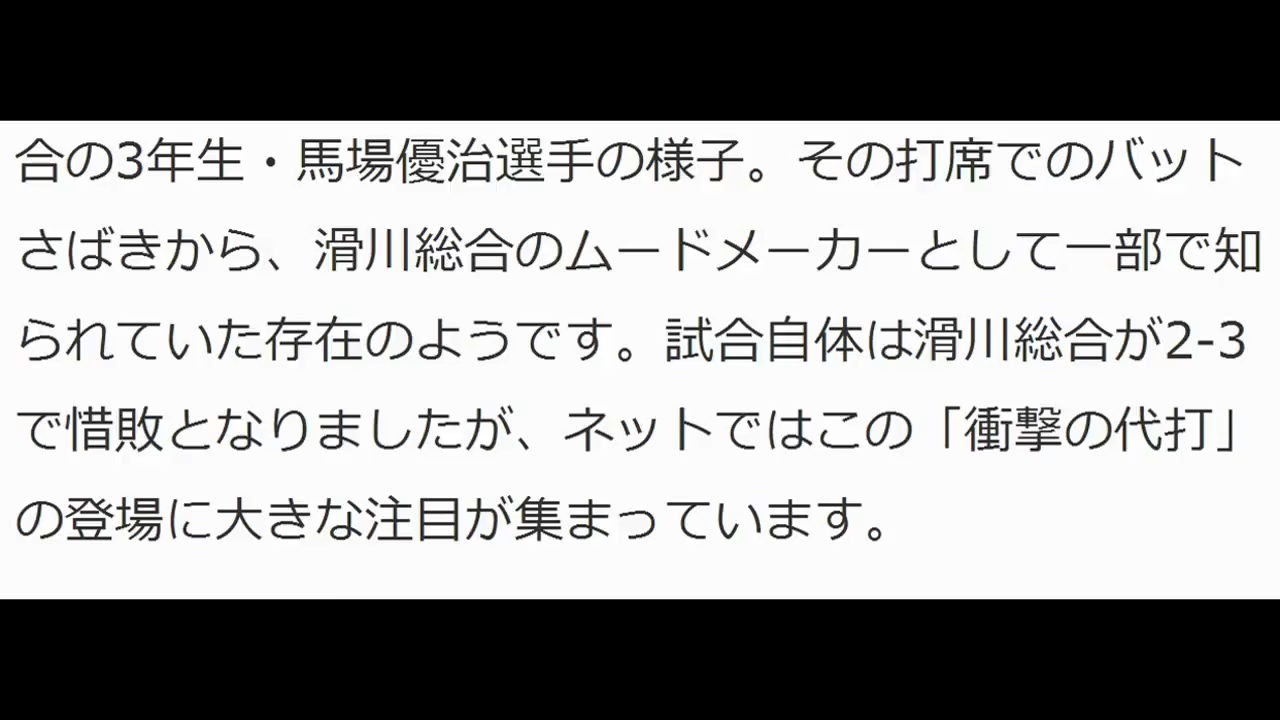 合の3年生・馬場優治選手の様子。その打席でのバット
さばきから、滑川総合のムードメーカーとして一部で知
られていた存在のようです。試合自体は滑川総合が2-3
で惜敗となりましたが、ネットではこの「衝撃の代打」
の登場に大きな注目が集まっています。